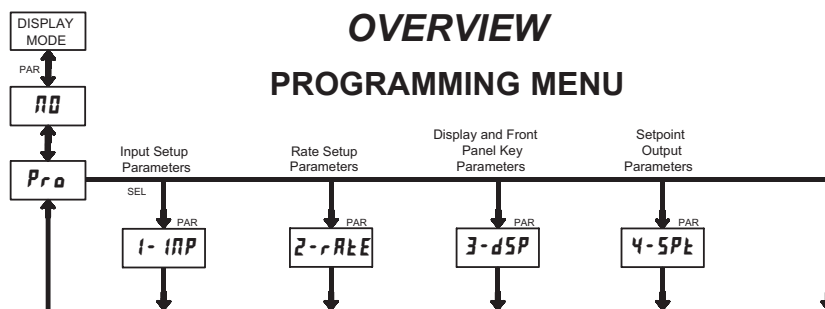 DISPLAY
MODE
OVERVIEW
PROGRAMMING MENU
PAR
NO
Pro
Input Setup
Parameters
Rate Setup
Parameters
Display and Front
Panel Key
Parameters
Setpoint
Output
Parameters
SEL
PAR
PAR
PAR
PAR
1-INP
2-rAtE
3-dSP
4-SPt